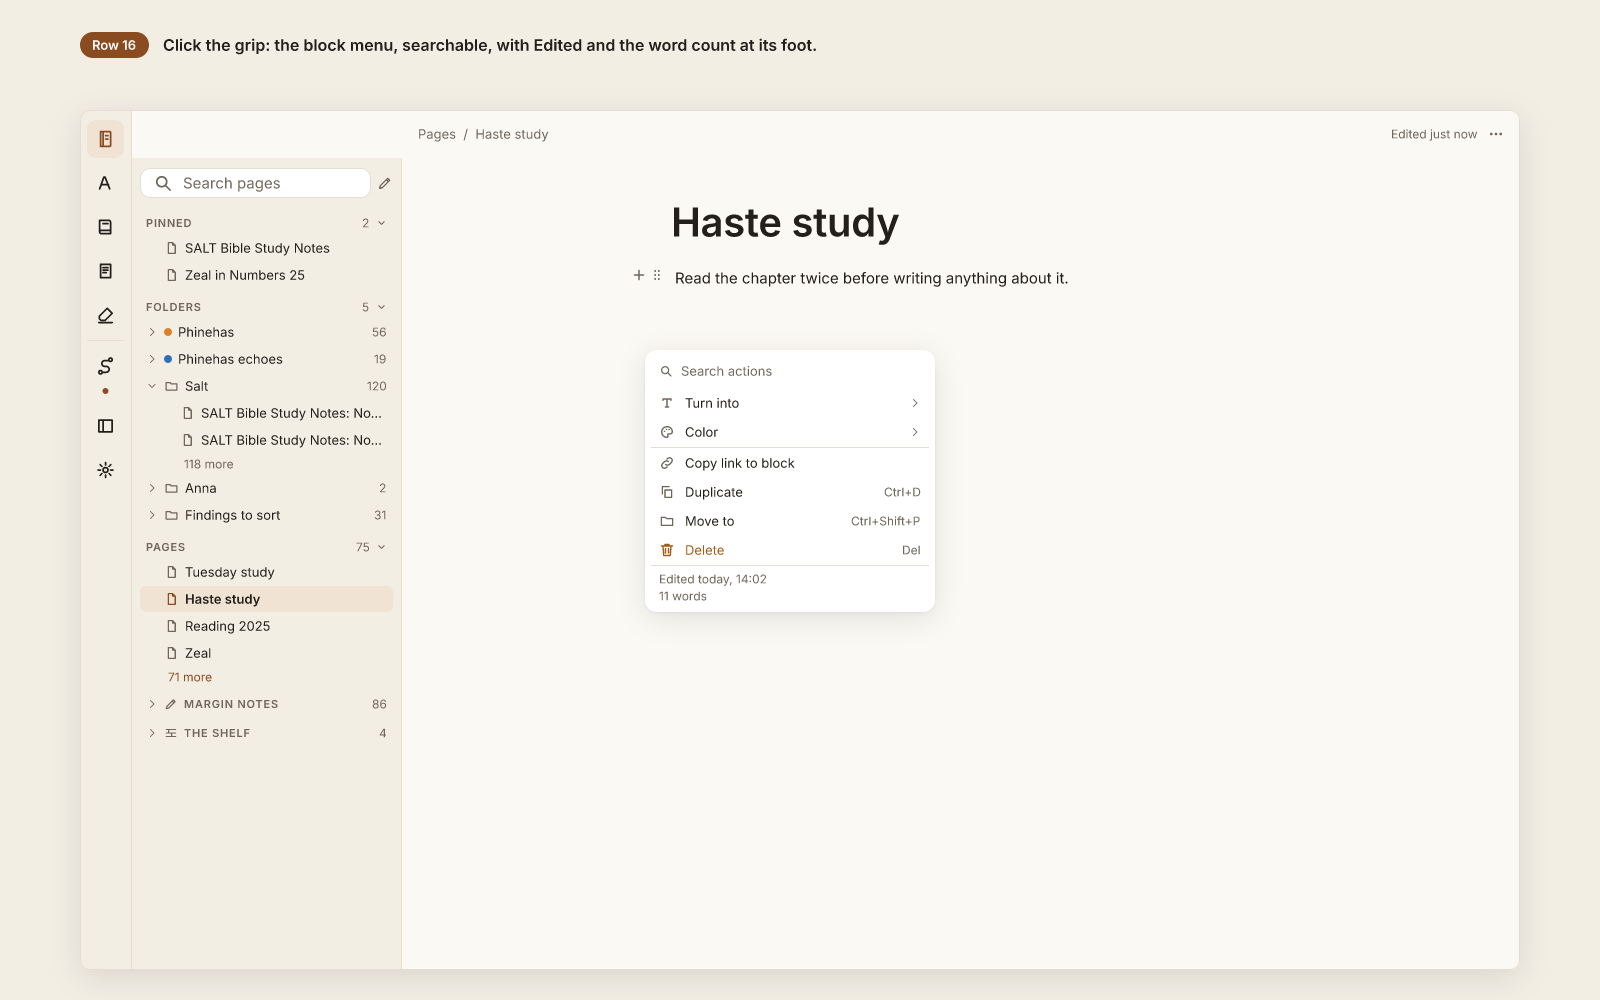 Row 16
Click the grip: the block menu, searchable, with Edited and the word count at its foot.
Pages / Haste study
Edited just now
Search pages
PINNED 2
SALT Bible Study Notes
Zeal in Numbers 25
FOLDERS 5
Phinehas 56
Phinehas echoes 19
Salt 120
SALT Bible Study Notes: No...
SALT Bible Study Notes: No...
118 more
Anna 2
Findings to sort 31
PAGES 75
Tuesday study
Haste study
Reading 2025
Zeal
71 more
MARGIN NOTES 86
THE SHELF 4
Haste study
Read the chapter twice before writing anything about it.
Search actions
Turn into
Color
Copy link to block
Duplicate Ctrl+D
Move to Ctrl+Shift+P
Delete Del
Edited today, 14:02
11 words